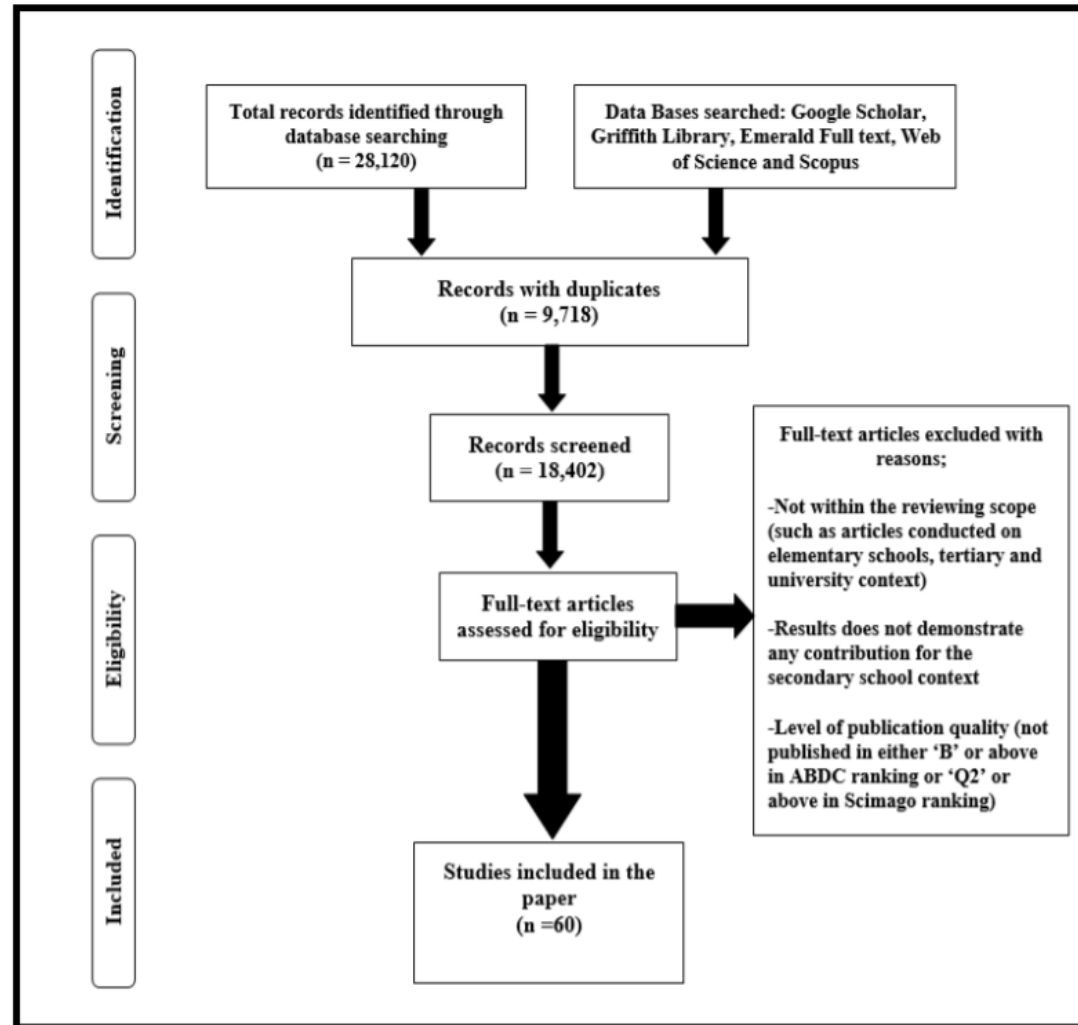 Identification
Total records identified through
database searching
(n = 28,120)
Data Bases searched: Google Scholar,
Griffith Library, Emerald Full text, Web
of Science and Scopus
Records with duplicates
(n = 9,718)
Screening
Records screened
(n = 18,402)
Full-text articles excluded with
reasons;
-Not within the reviewing scope
(such as articles conducted on
elementary schools, tertiary and
university context)
-Results does not demonstrate
any contribution for the
secondary school context
-Level of publication quality (not
published in either ‘B’ or above
in ABDC ranking or ‘Q2’ or
above in Scimago ranking)
Eligibility
Full-text articles
assessed for eligibility
Included
Studies included in the
paper
(n =60)